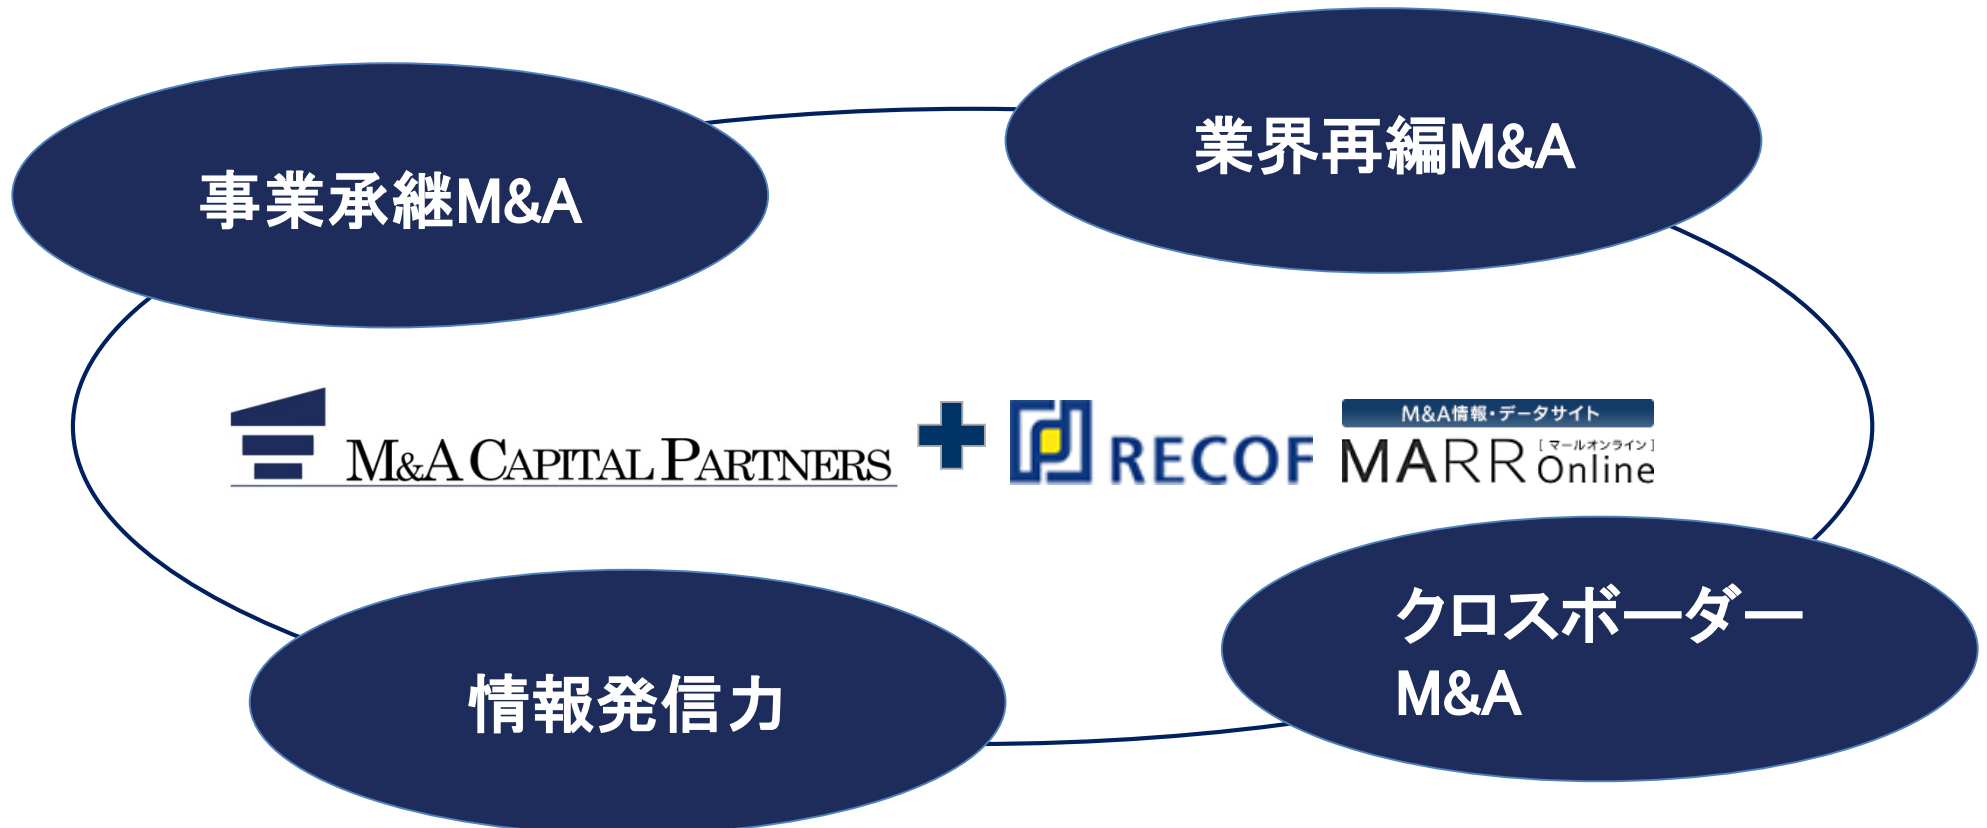 事業承継M&A
業界再編M&A
M&A CAPITAL PARTNERS
RECOF
M&A情報・データサイト
MARR Online
[マールオンライン]
情報発信力
クロスボーダー
M&A